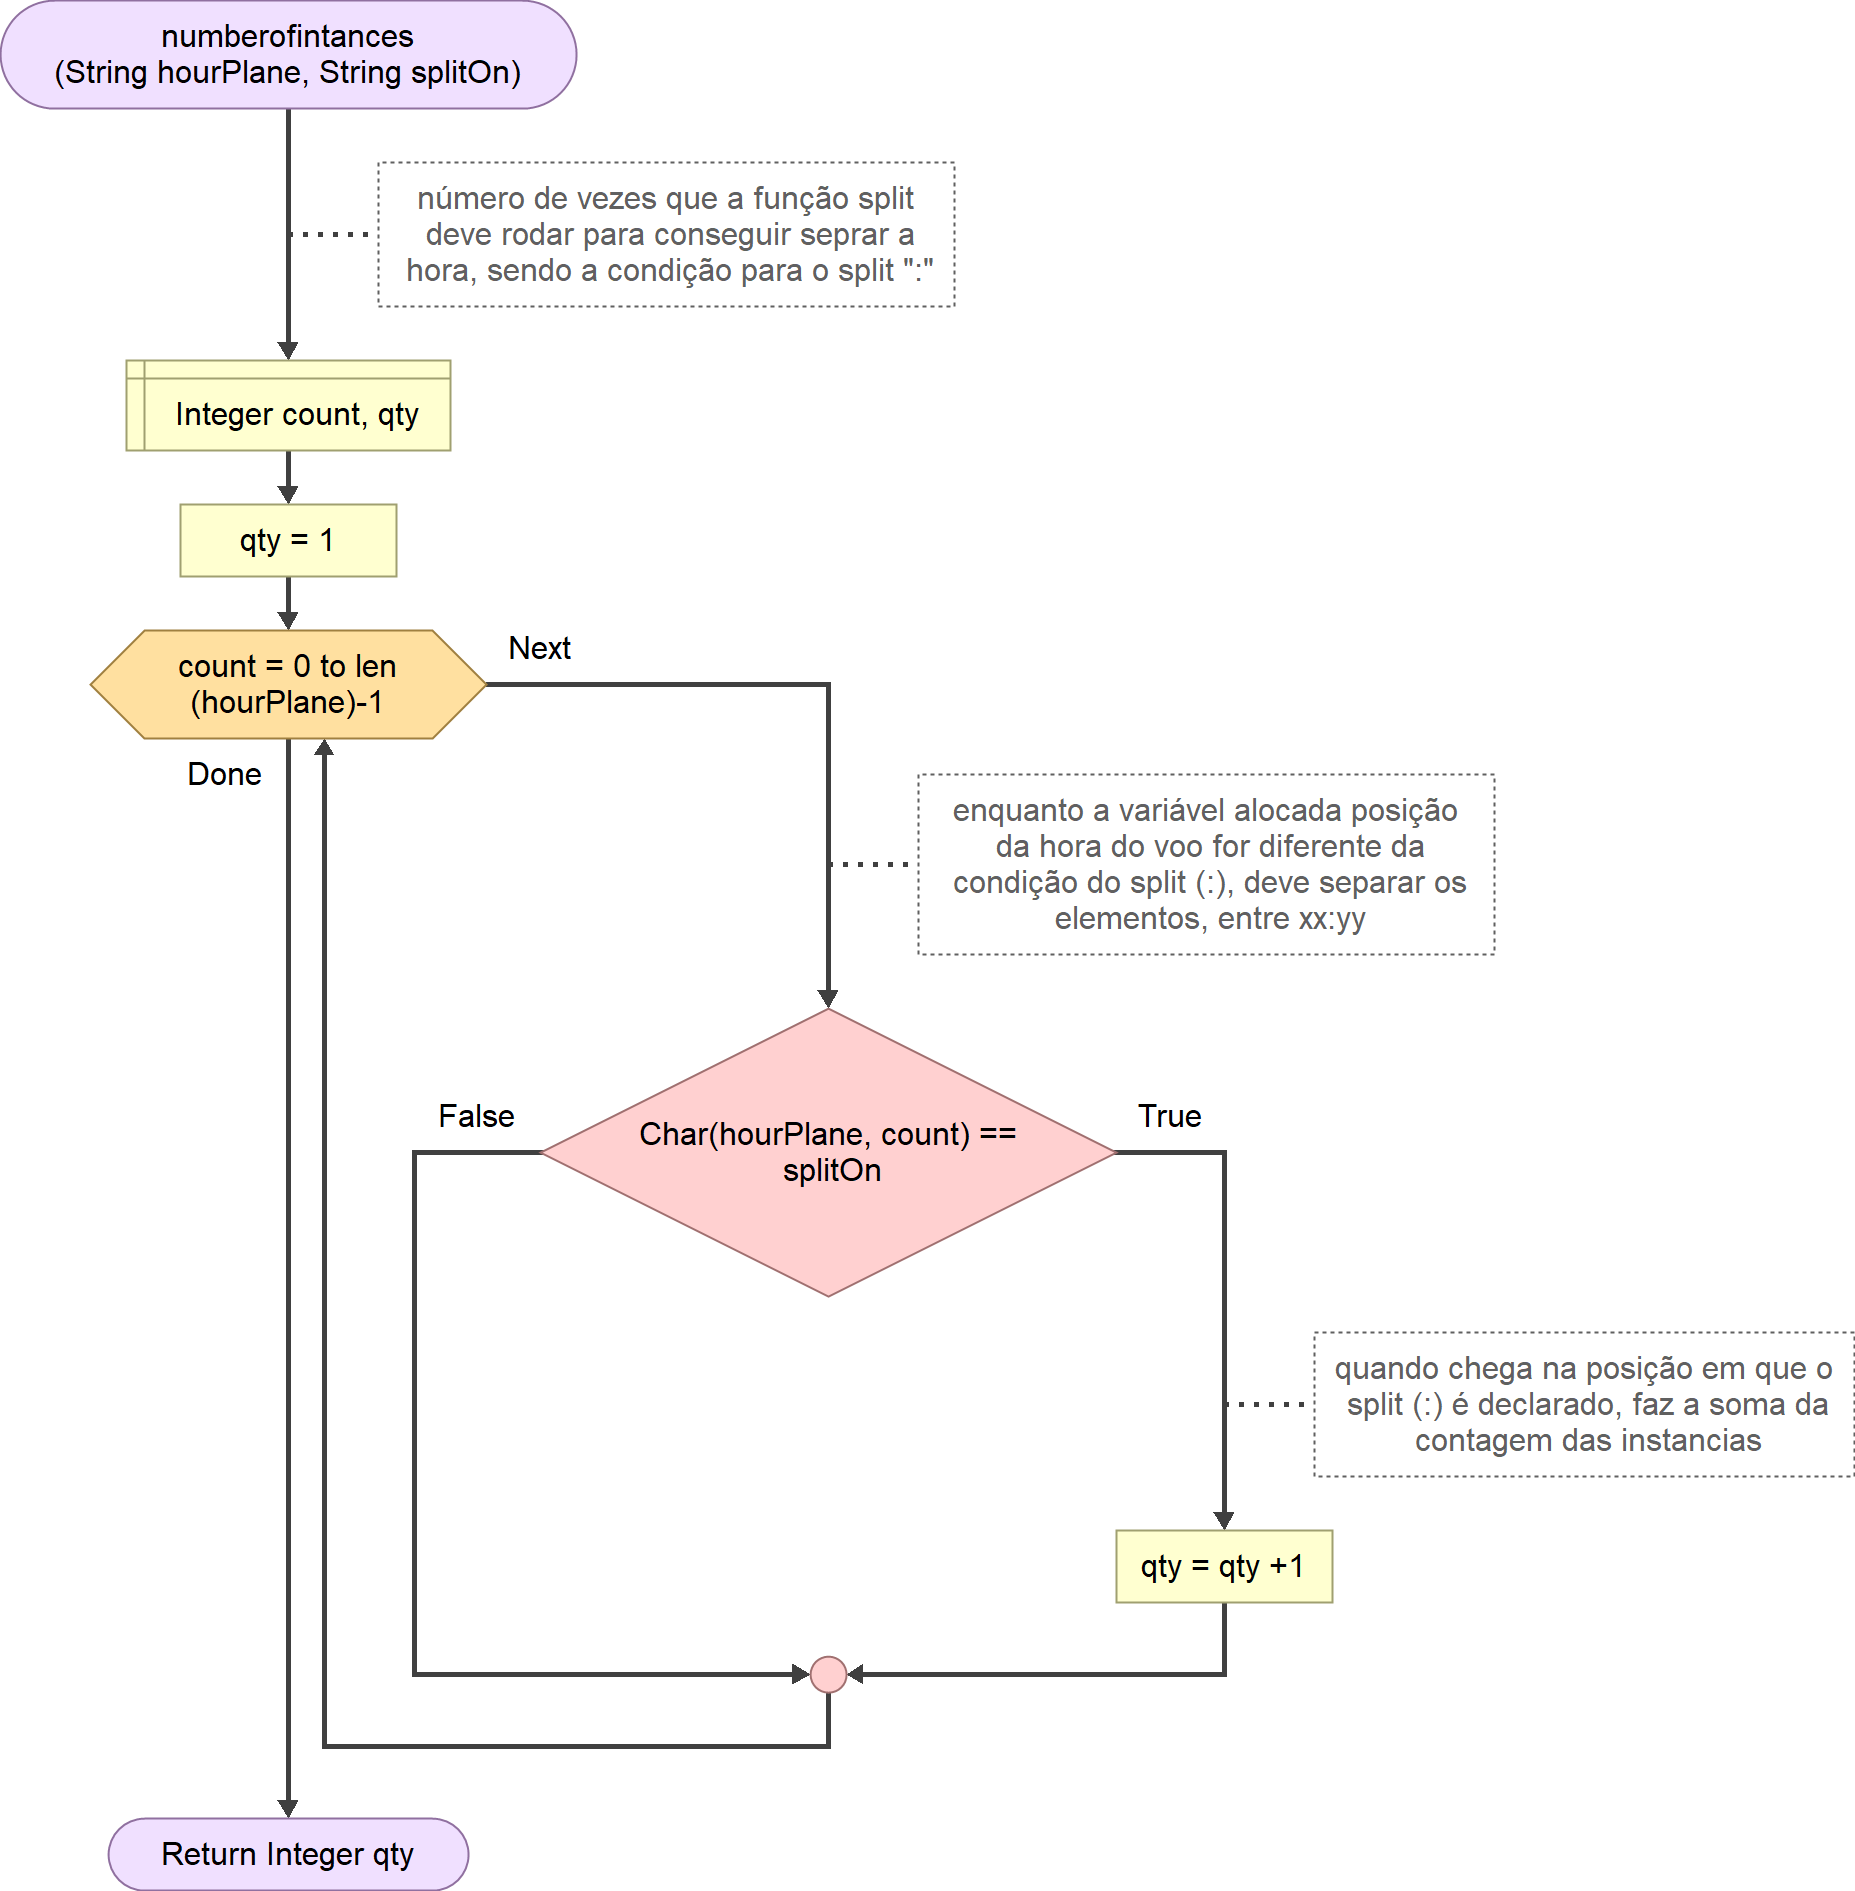 numberofintances
(String hourPlane, String splitOn)
número de vezes que a função split
deve rodar para conseguir seprar a
hora, sendo a condição para o split ":"
Integer count, qty
qty = 1
count = 0 to len
(hourPlane)-1
Next
Done
enquanto a variável alocada posição
da hora do voo for diferente da
condição do split (:), deve separar os
elementos, entre xx:yy
False
Char(hourPlane, count) ==
splitOn
True
quando chega na posição em que o
split (:) é declarado, faz a soma da
contagem das instancias
qty = qty +1
Return Integer qty